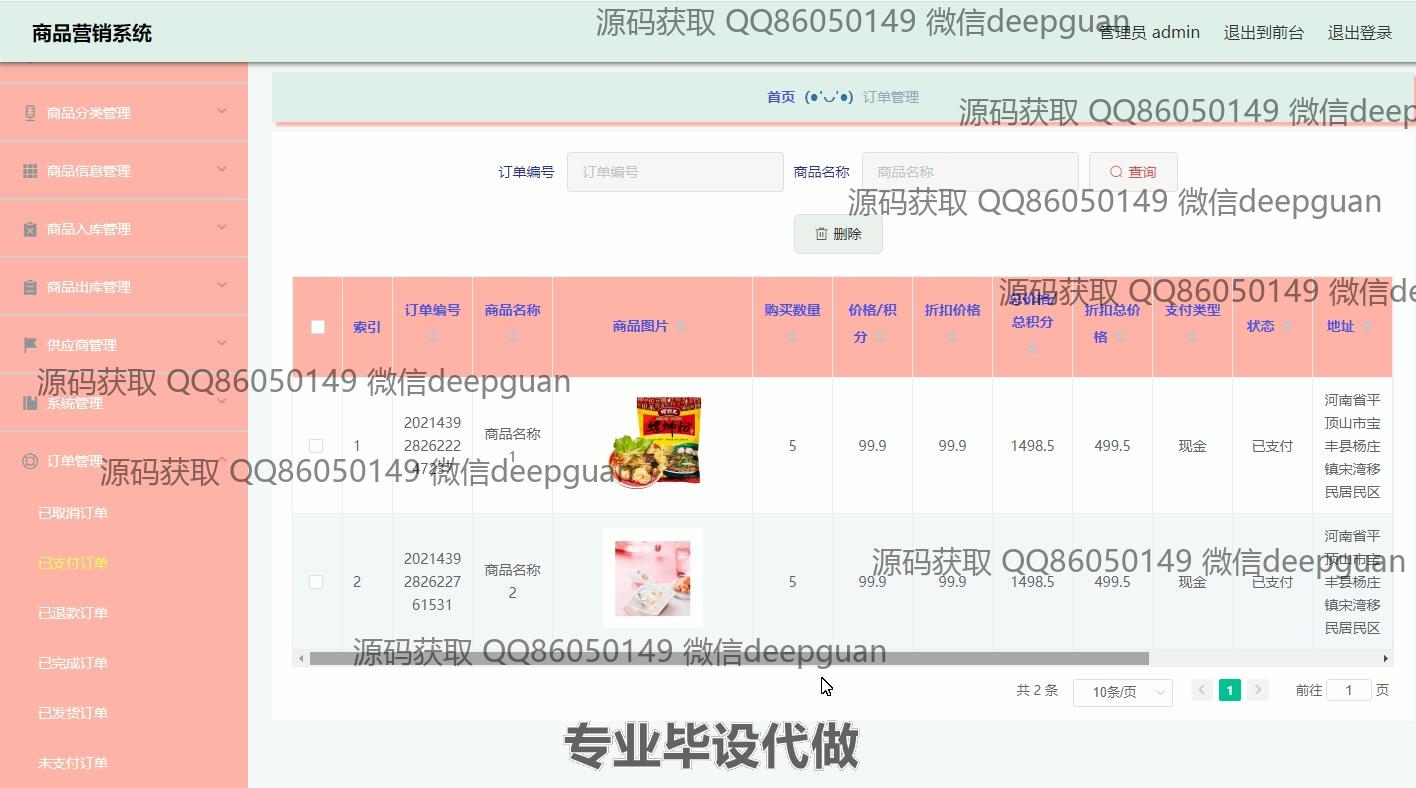 商品营销系统
源码获取 QQ86050149 微信deepguan
管理员 admin
退出到前台
退出登录
商品分类管理
首页 (●'◡'●) 订单管理
源码获取 QQ86050149 微信deep
商品信息管理
订单编号 订单编号 商品名称 商品名称 查询
源码获取 QQ86050149 微信deepguan
商品入库管理
删除
商品出库管理
源码获取 QQ86050149 微信de
索引
订单编号
商品名称
商品图片
购买数量
价格/积
分
折扣价格
总价格/
总积分
折扣总价
格
支付类型
状态
地址
供应商管理
源码获取 QQ86050149 微信deepguan
系统管理
订单管理
源码获取 QQ86050149 微信deepguan
1
2021439
2826222
商品名称
1
螺蛳粉
5
99.9
99.9
1498.5
499.5
现金
已支付
河南省平
顶山市宝
丰县杨庄
镇宋湾移
民居民区
已取消订单
已支付订单
已退款订单
已完成订单
已发货订单
未支付订单
2
2021439
2826227
61531
商品名称
2
5
99.9
99.9
1498.5
499.5
现金
已支付
河南省平
顶山市宝
丰县杨庄
镇宋湾移
民居民区
源码获取 QQ86050149 微信deepguan
源码获取 QQ86050149 微信deepguan
共 2 条
10条/页
1
前往 1 页
专业毕设代做